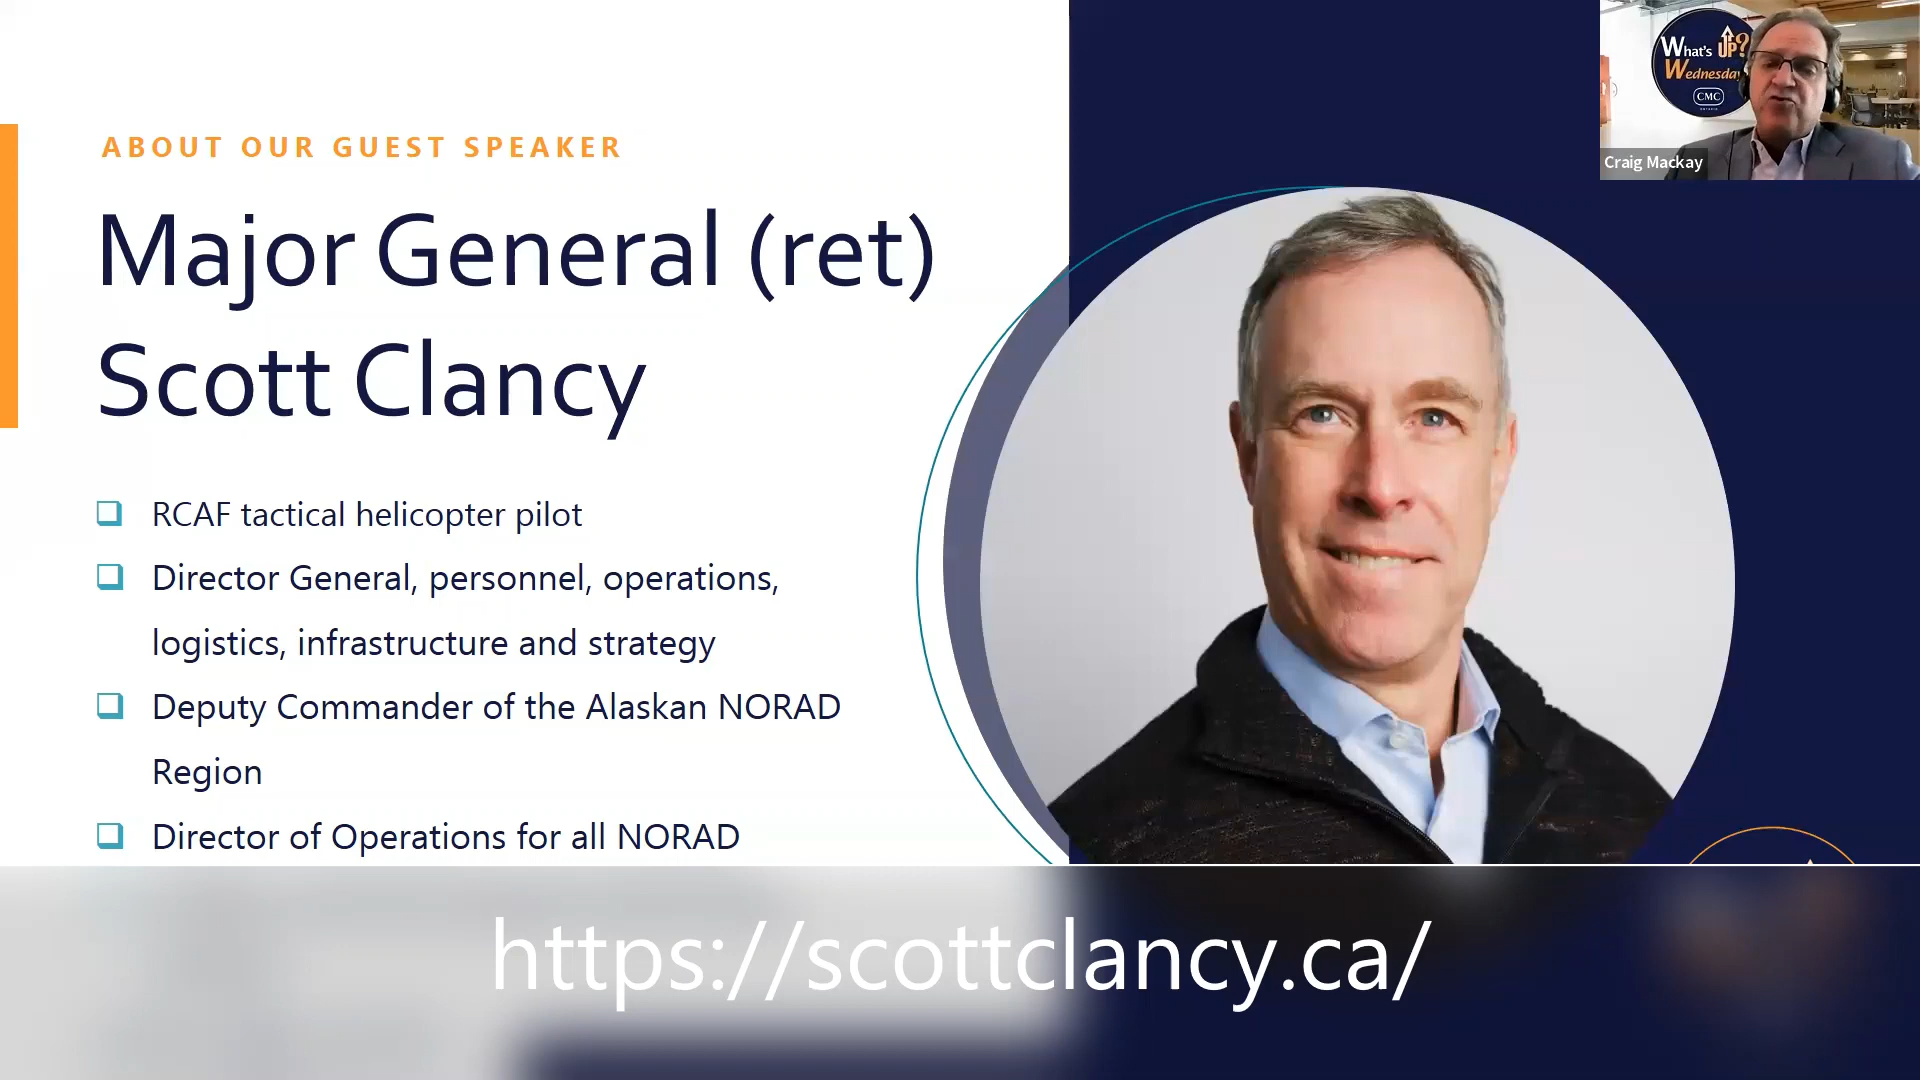 What's UP?
Wednesday
CMC
Craig Mackay
ABOUT OUR GUEST SPEAKER
Major General (ret)
Scott Clancy
❑ RCAF tactical helicopter pilot
❑ Director General, personnel, operations,
logistics, infrastructure and strategy
❑ Deputy Commander of the Alaskan NORAD
Region
❑ Director of Operations for all NORAD
https://scottclancy.ca/